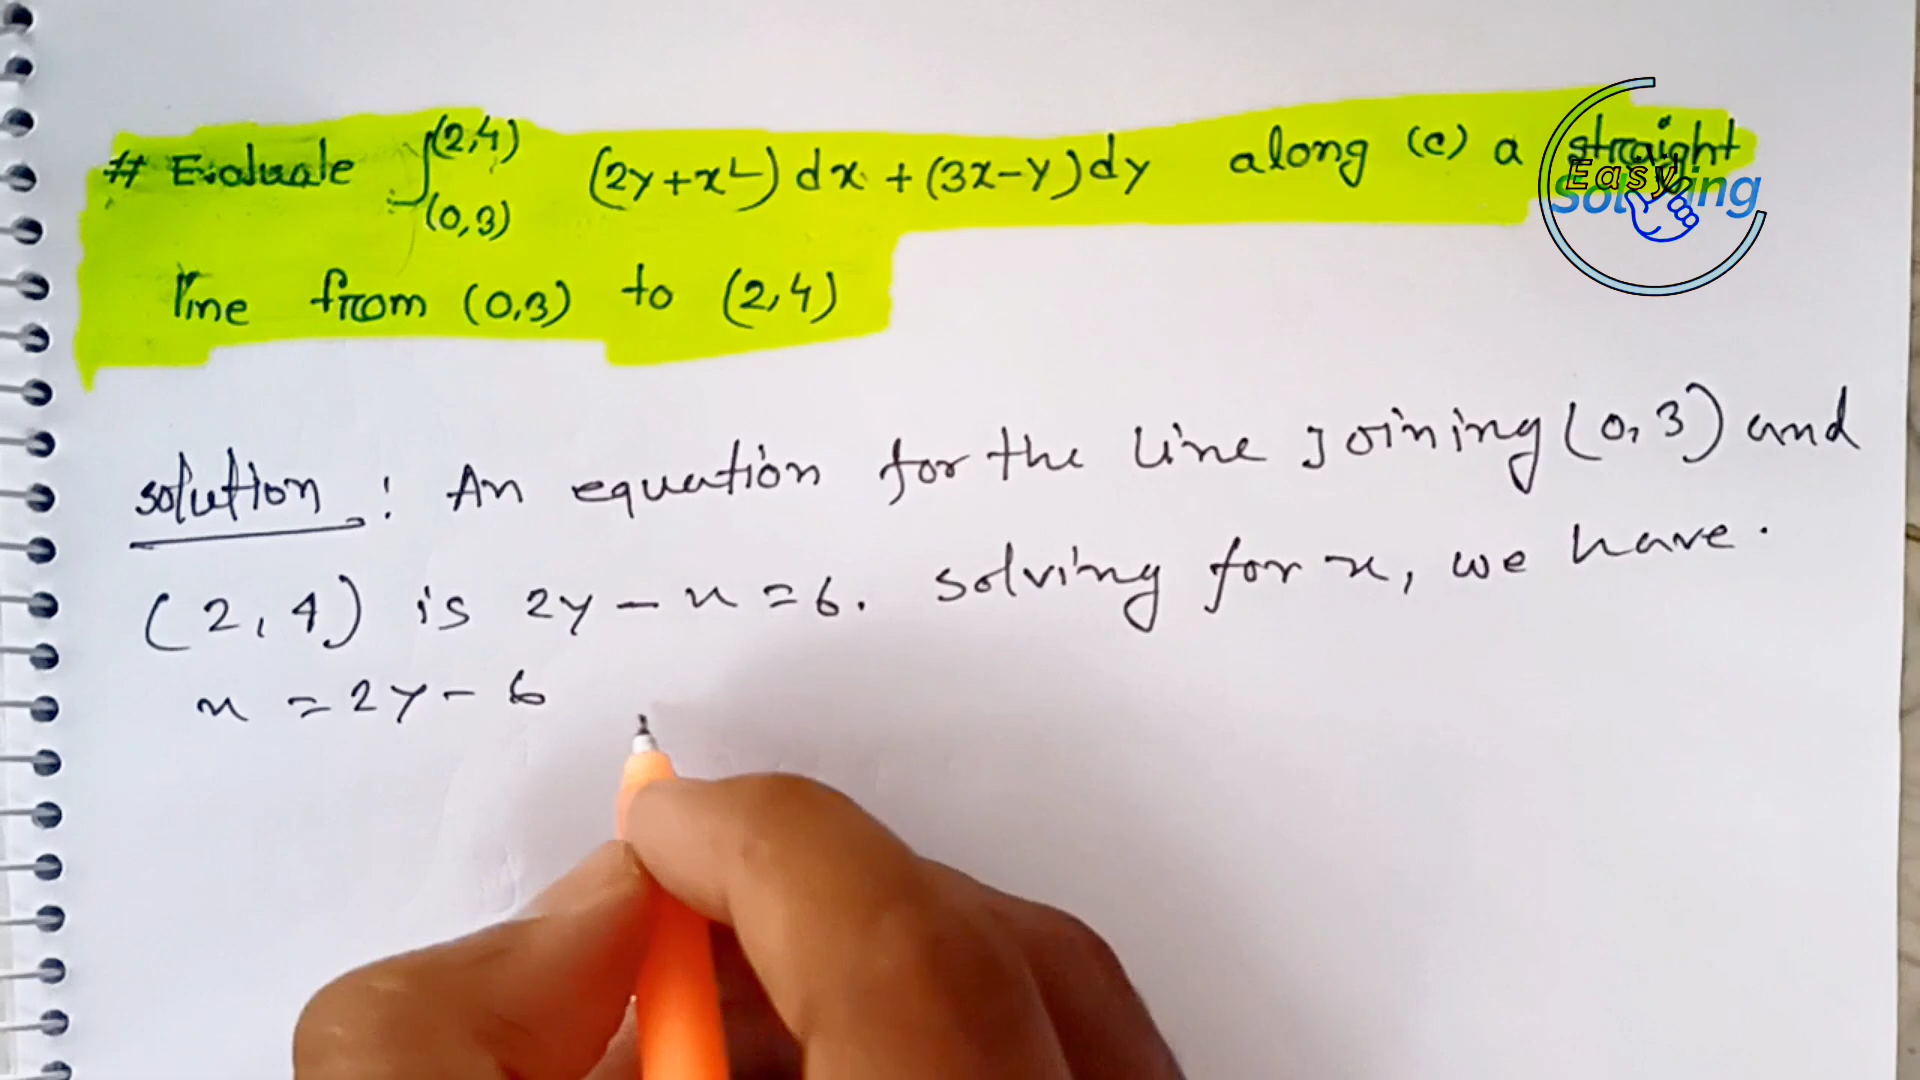 # Evaluate ∫(0,3)^(2,4) (2y+x²)dx+(3x-y)dy along (c) a straight
Easy
Solving
line from (0,3) to (2,4)
solution : An equation for the line joining (0,3) and
(2,4) is 2y-x=6. solving for x, we have.
x = 2y-6